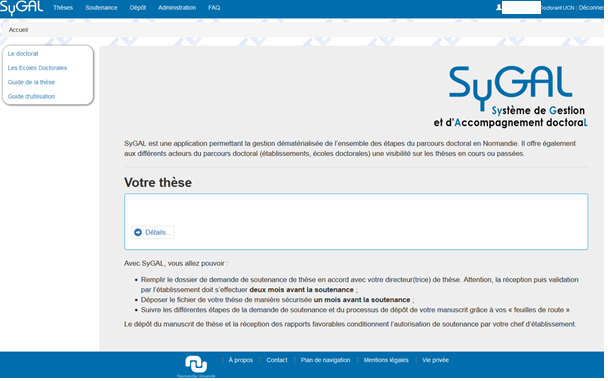 SyGAL Thèses Soutenance Dépôt Administration FAQ Doctorant UCN | Déconnex
Accueil
Le doctorat
Les Ecoles Doctorales
Guide de la thèse
Guide d'utilisation
SyGAL
Système de Gestion
et d'Accompagnement doctoraL
SyGAL est une application permettant la gestion dématérialisée de l'ensemble des étapes du parcours doctoral en Normandie. Il offre également
aux différents acteurs du parcours doctoral (établissements, écoles doctorales) une visibilité sur les thèses en cours ou passées.
Votre thèse
Détails...
Avec SyGAL, vous allez pouvoir :
• Remplir le dossier de demande de soutenance de thèse en accord avec votre directeur(trice) de thèse. Attention, la réception puis validation
par l'établissement doit s'effectuer deux mois avant la soutenance ;
• Déposer le fichier de votre thèse de manière sécurisée un mois avant la soutenance ;
• Suivre les différentes étapes de la demande de soutenance et du processus de dépôt de votre manuscrit grâce à vos « feuilles de route ».
Le dépôt du manuscrit de thèse et la réception des rapports favorables conditionnent l'autorisation de soutenance par votre chef d'établissement.
Normandie Université
À propos Contact Plan de navigation Mentions légales Vie privée